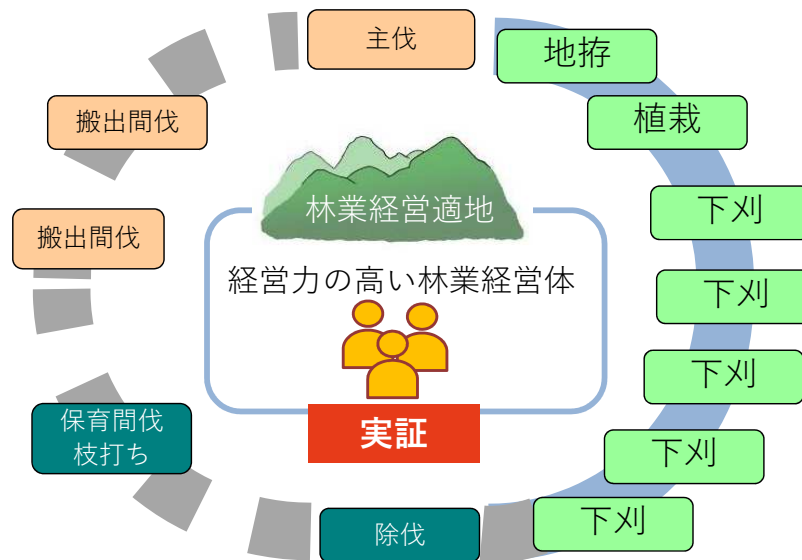 主伐
地拵
搬出間伐
植栽
林業経営適地
下刈
搬出間伐
経営力の高い林業経営体
下刈
下刈
保育間伐
枝打ち
実証
下刈
除伐
下刈